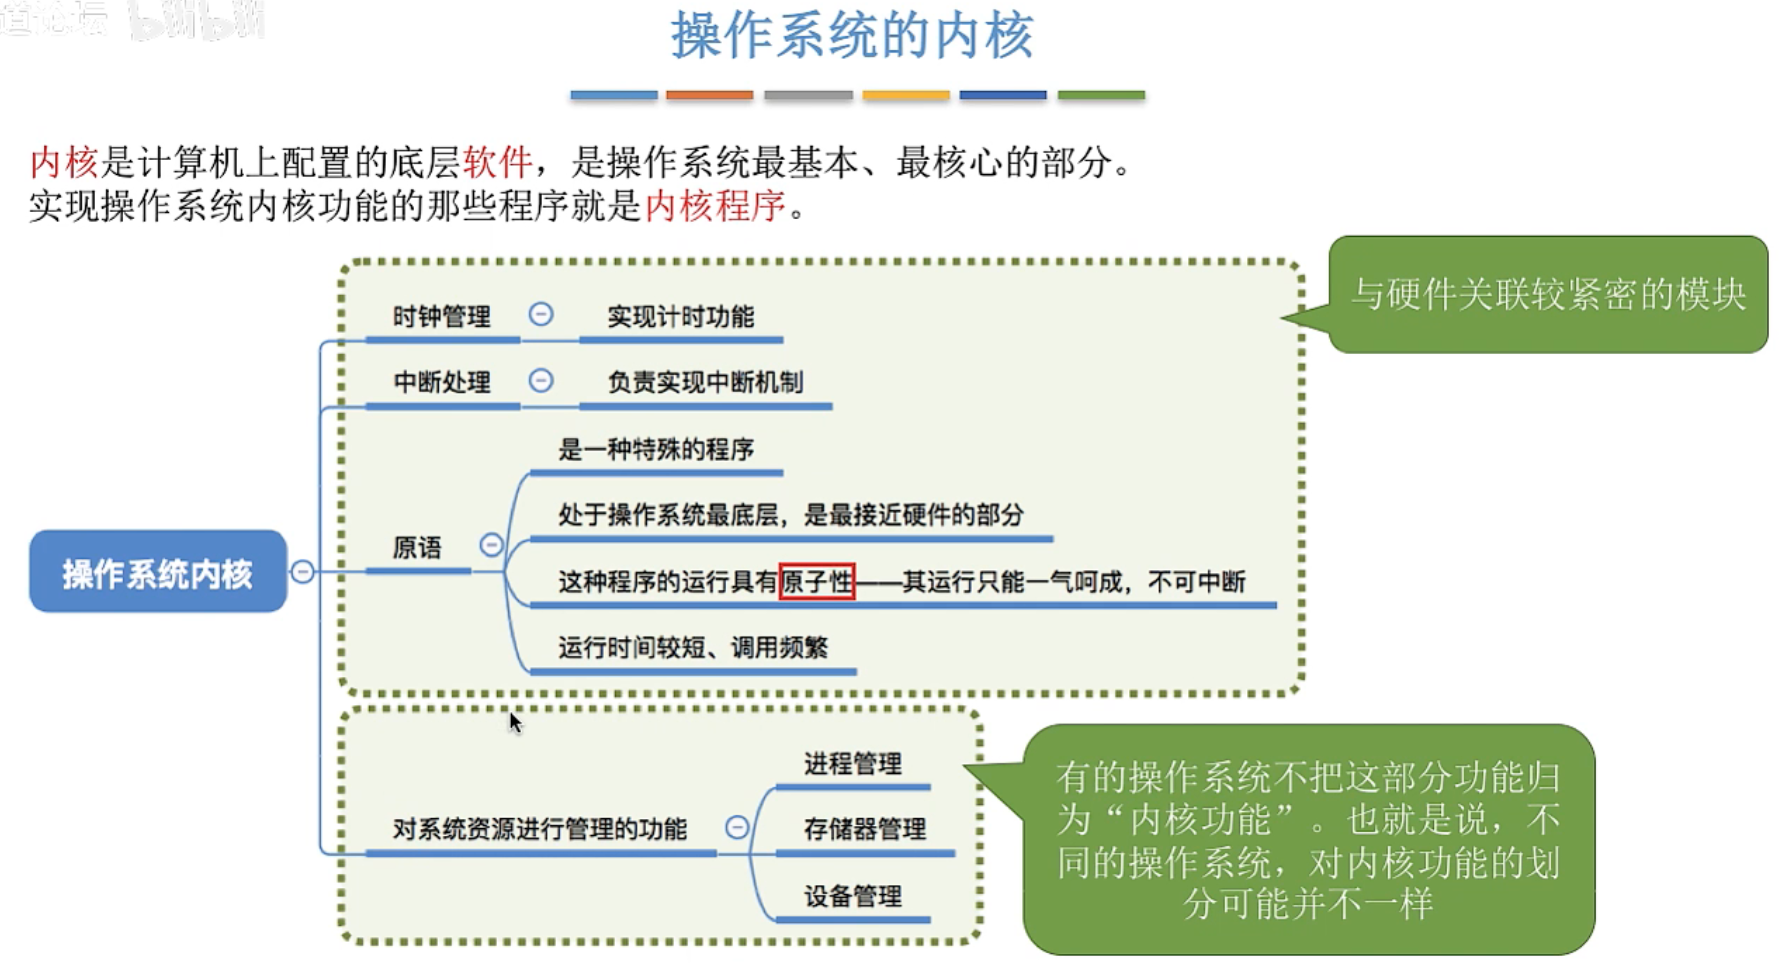 道论坛 bilibili
操作系统的内核
内核是计算机上配置的底层软件，是操作系统最基本、最核心的部分。
实现操作系统内核功能的那些程序就是内核程序。
与硬件关联较紧密的模块
时钟管理
实现计时功能
中断处理
负责实现中断机制
是一种特殊的程序
处于操作系统最底层，是最接近硬件的部分
原语
这种程序的运行具有原子性——其运行只能一气呵成，不可中断
运行时间较短、调用频繁
操作系统内核
进程管理
对系统资源进行管理的功能
存储器管理
设备管理
有的操作系统不把这部分功能归
为“内核功能”。也就是说，不
同的操作系统，对内核功能的划
分可能并不一样